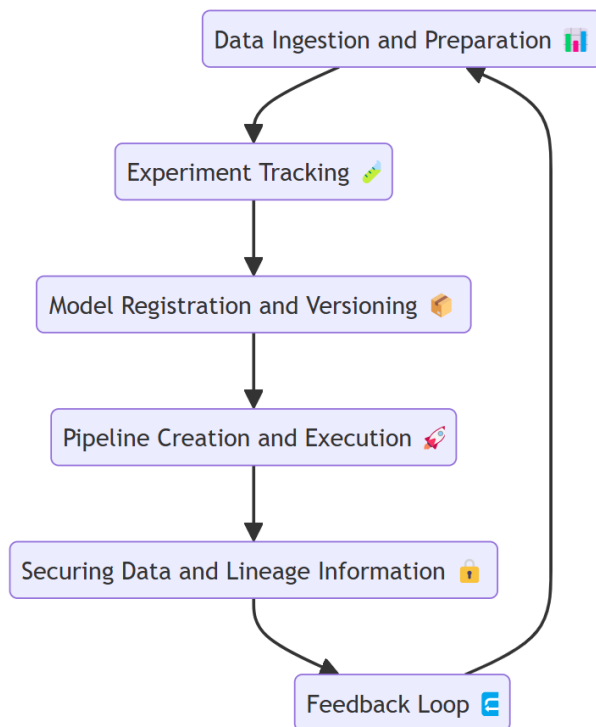 Data Ingestion and Preparation 📊
Experiment Tracking 🧪
Model Registration and Versioning 📦
Pipeline Creation and Execution 🚀
Securing Data and Lineage Information 🔒
Feedback Loop